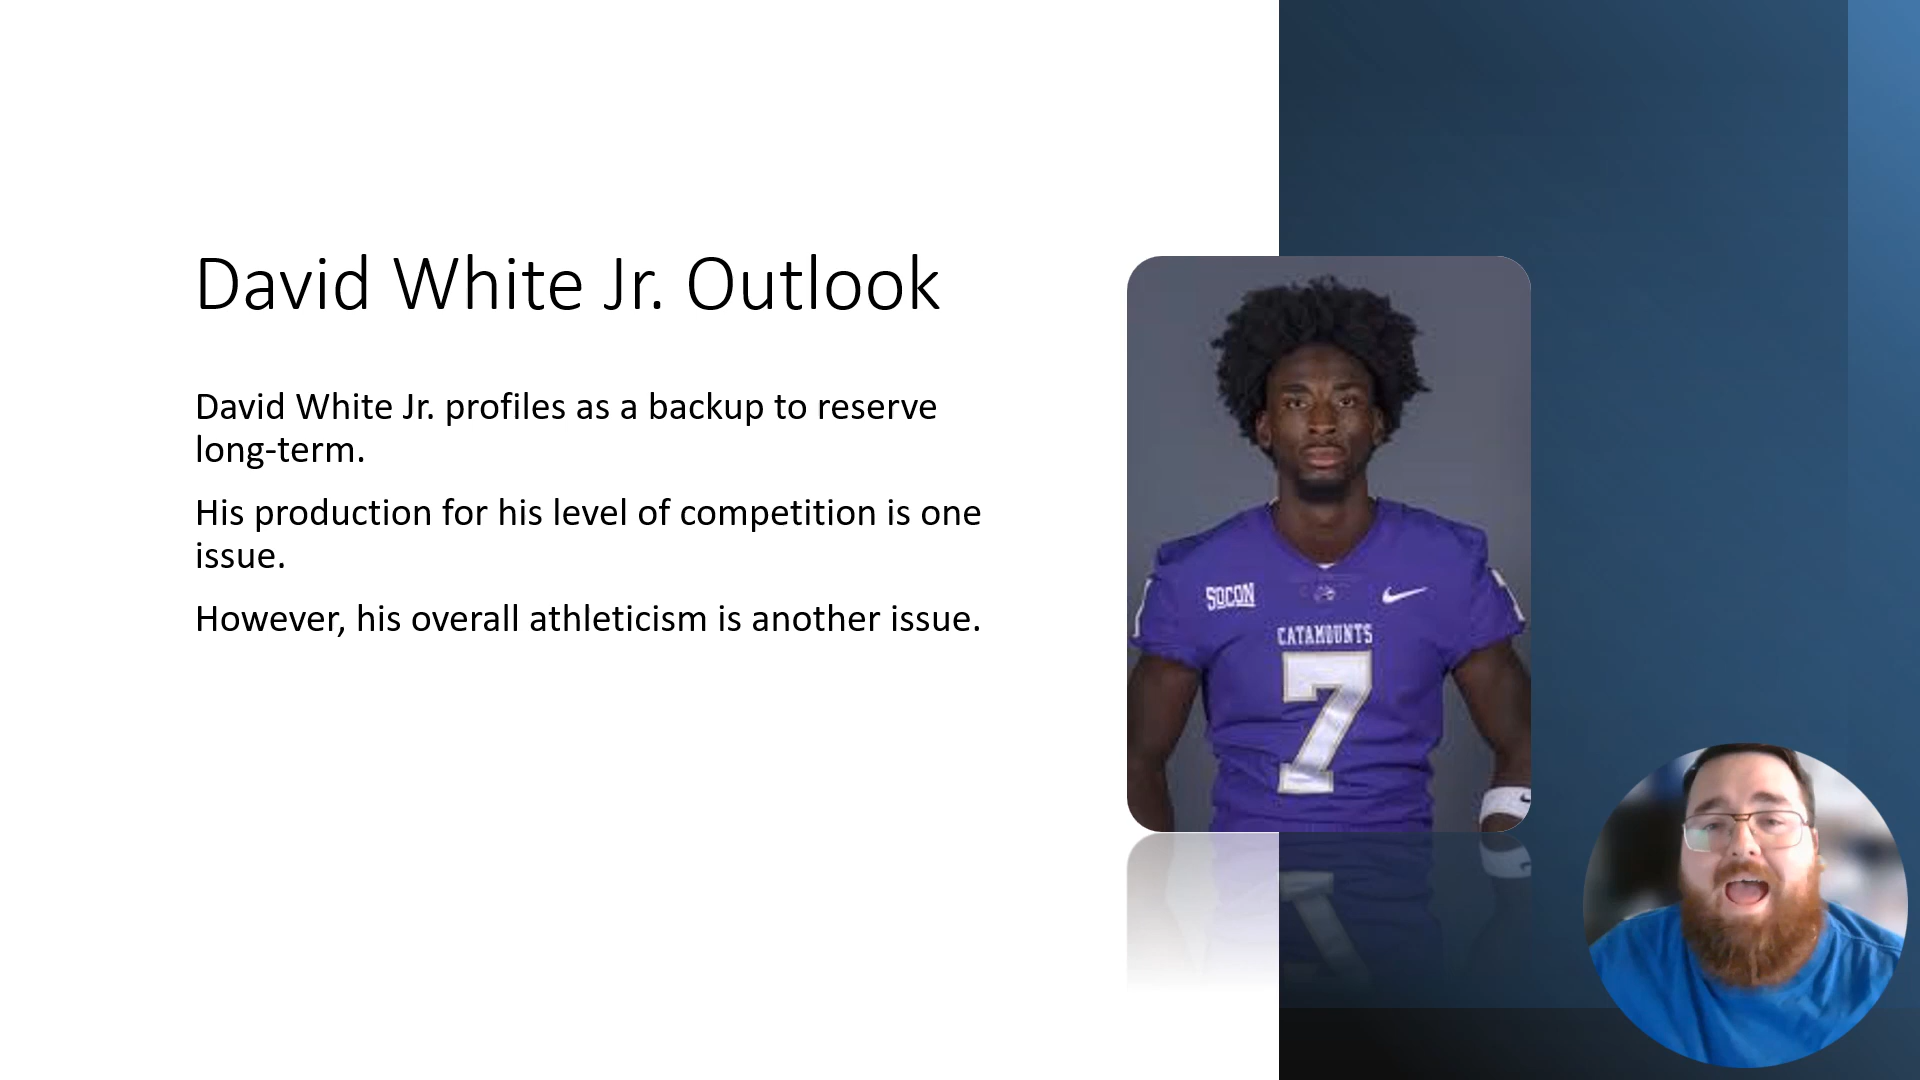 David White Jr. Outlook
David White Jr. profiles as a backup to reserve
long-term.
His production for his level of competition is one
issue.
However, his overall athleticism is another issue.
SOCON
CATAMOUNTS
7